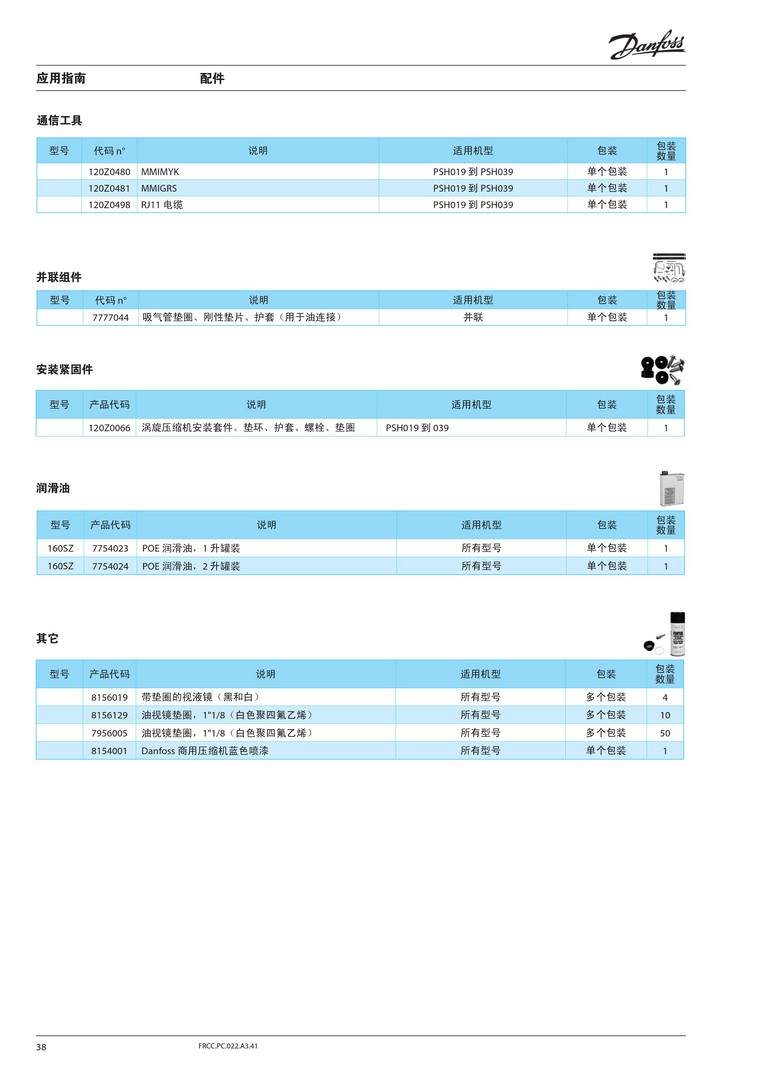 Danfoss
应用指南 配件
通信工具
型号 代码 n° 说明 适用机型 包装 包装数量
120Z0480 MMIMYK PSH019 到 PSH039 单个包装 1
120Z0481 MMIGRS PSH019 到 PSH039 单个包装 1
120Z0498 RJ11 电缆 PSH019 到 PSH039 单个包装 1
并联组件
型号 代码 n° 说明 适用机型 包装 包装数量
7777044 吸气管垫圈、刚性垫片、护套（用于油连接） 并联 单个包装 1
安装紧固件
型号 产品代码 说明 适用机型 包装 包装数量
120Z0066 涡旋压缩机安装套件。垫环、护套、螺栓、垫圈 PSH019 到 039 单个包装 1
润滑油
型号 产品代码 说明 适用机型 包装 包装数量
160SZ 7754023 POE 润滑油，1 升罐装 所有型号 单个包装 1
160SZ 7754024 POE 润滑油，2 升罐装 所有型号 单个包装 1
其它
型号 产品代码 说明 适用机型 包装 包装数量
8156019 带垫圈的视液镜（黑和白） 所有型号 多个包装 4
8156129 油视镜垫圈，1"1/8（白色聚四氟乙烯） 所有型号 多个包装 10
7956005 油视镜垫圈，1"1/8（白色聚四氟乙烯） 所有型号 多个包装 50
8154001 Danfoss 商用压缩机蓝色喷漆 所有型号 单个包装 1
38 FRCC.PC.022.A3.41